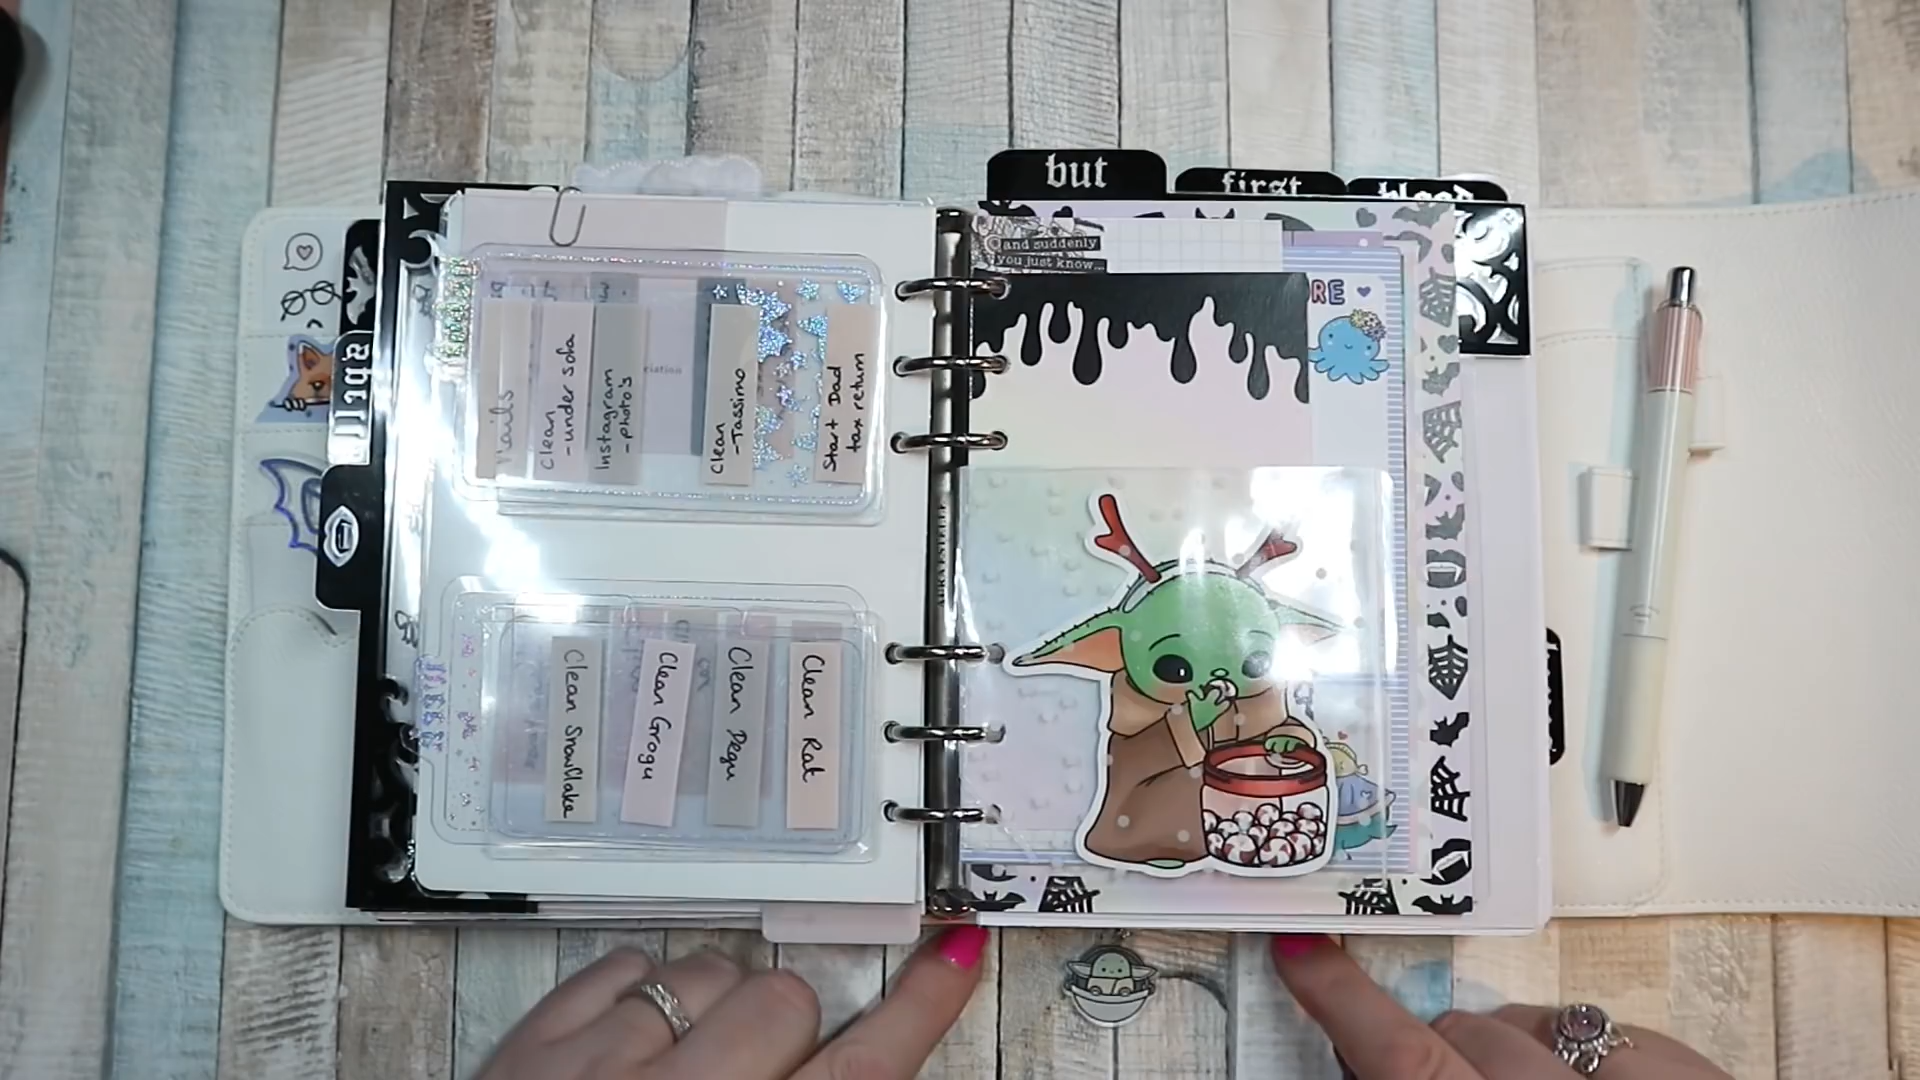 but
first
and suddenly
you just know...
Nails
Clean
- under sofa
Instagram
- photo's
Clean
- Tassimo
Start Dad
tax return
Clean Snowflake
Clean Grogu
Clean Degu
Clean Rat